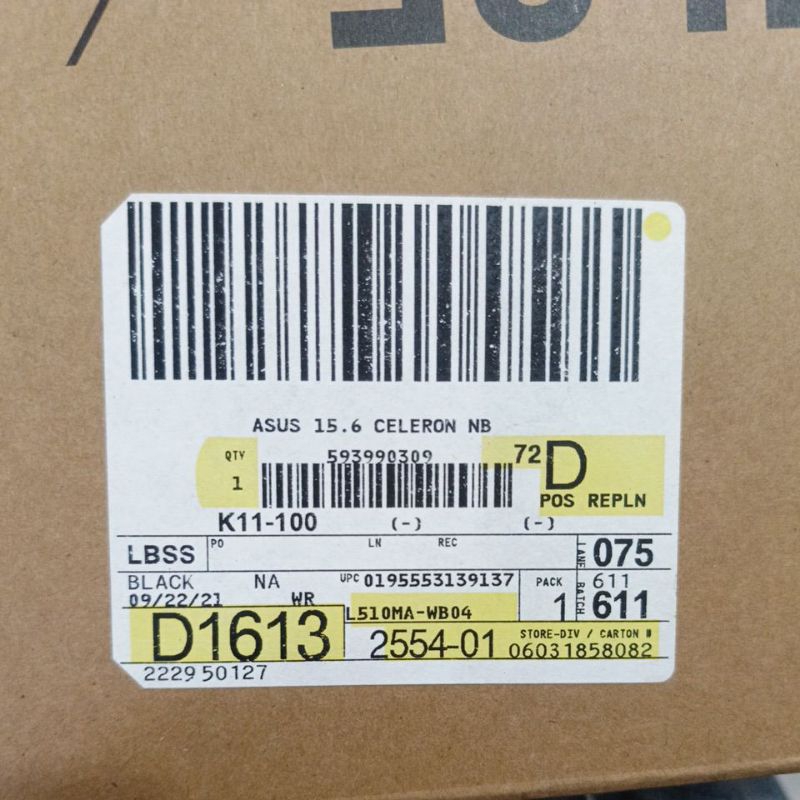 ASUS 15.6 CELERON NB
QTY 593990309 72 D
1 POS REPLN
K11-100 (-) (-)
LBSS PO LN REC LANE 075
BLACK NA UPC 0195553139137 PACK 611
09/22/21 WR L510MA-WB04 1 BATCH 611
D1613 2554-01 STORE-DIV / CARTON #
06031858082
222950127